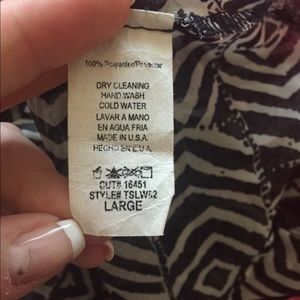 100% Polyester/Poliester
DRY CLEANING
HAND WASH
COLD WATER
LAVAR A MANO
EN AGUA FRIA
MADE IN U.S.A.
HECHO EN E.U.A.
CUT# 16451
STYLE# TSLW82
LARGE